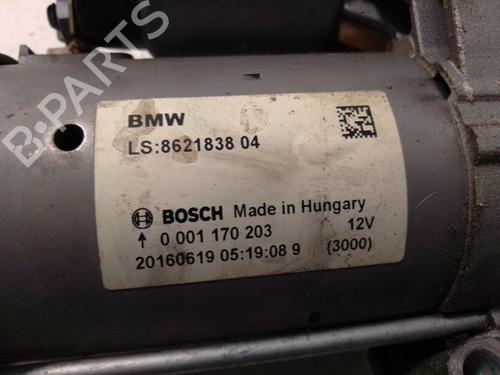 B-PARTS
BMW
LS:8621838 04
BOSCH Made in Hungary
↑ 0 001 170 203 12V
20160619 05:19:08 9 (3000)